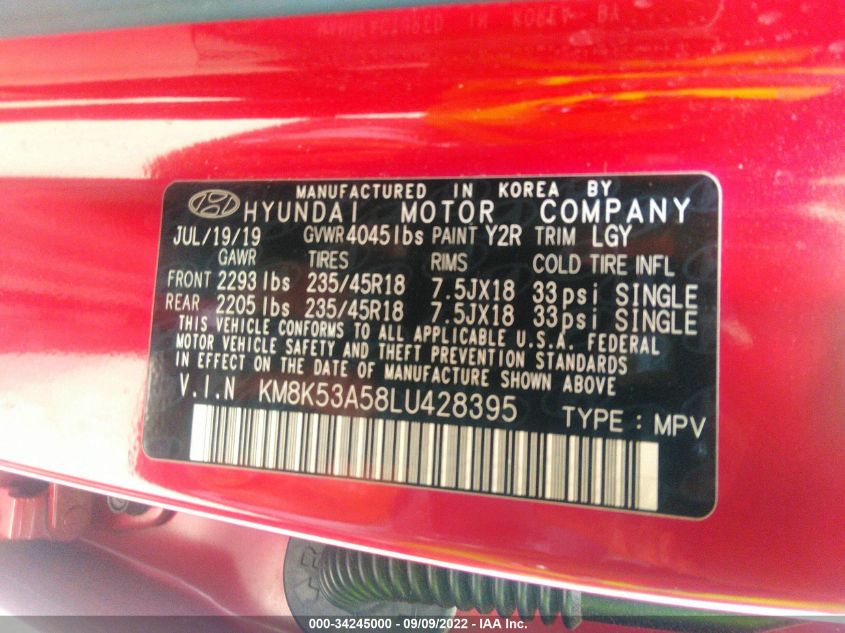 MANUFACTURED IN KOREA BY
HYUNDAI MOTOR COMPANY
JUL/19/19 GVWR 4045 lbs PAINT Y2R TRIM LGY
GAWR TIRES RIMS COLD TIRE INFL
FRONT 2293 lbs 235/45R18 7.5JX18 33 psi SINGLE
REAR 2205 lbs 235/45R18 7.5JX18 33 psi SINGLE
THIS VEHICLE CONFORMS TO ALL APPLICABLE U.S.A. FEDERAL
MOTOR VEHICLE SAFETY AND THEFT PREVENTION STANDARDS
IN EFFECT ON THE DATE OF MANUFACTURE SHOWN ABOVE
V.I.N KM8K53A58LU428395 TYPE : MPV
000-34245000 - 09/09/2022 - IAA Inc.